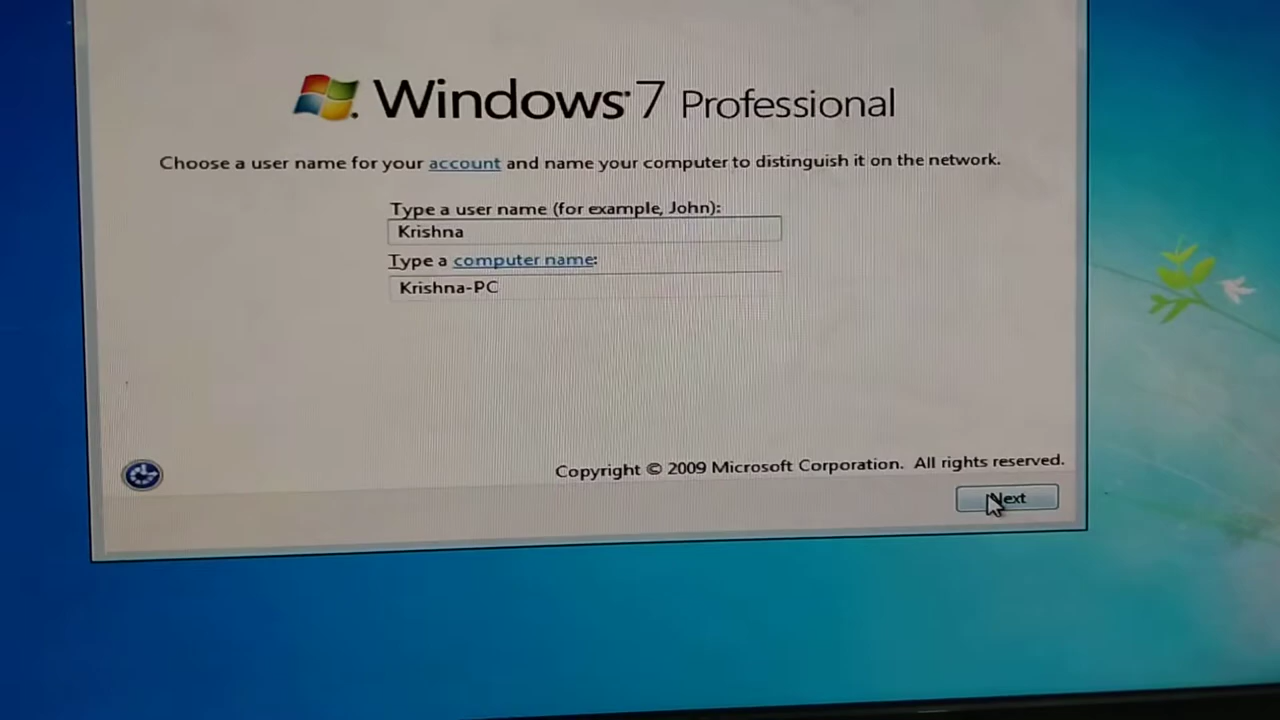 Windows 7 Professional
Choose a user name for your account and name your computer to distinguish it on the network.
Type a user name (for example, John):
Krishna
Type a computer name:
Krishna-PC
Copyright © 2009 Microsoft Corporation. All rights reserved.
Next